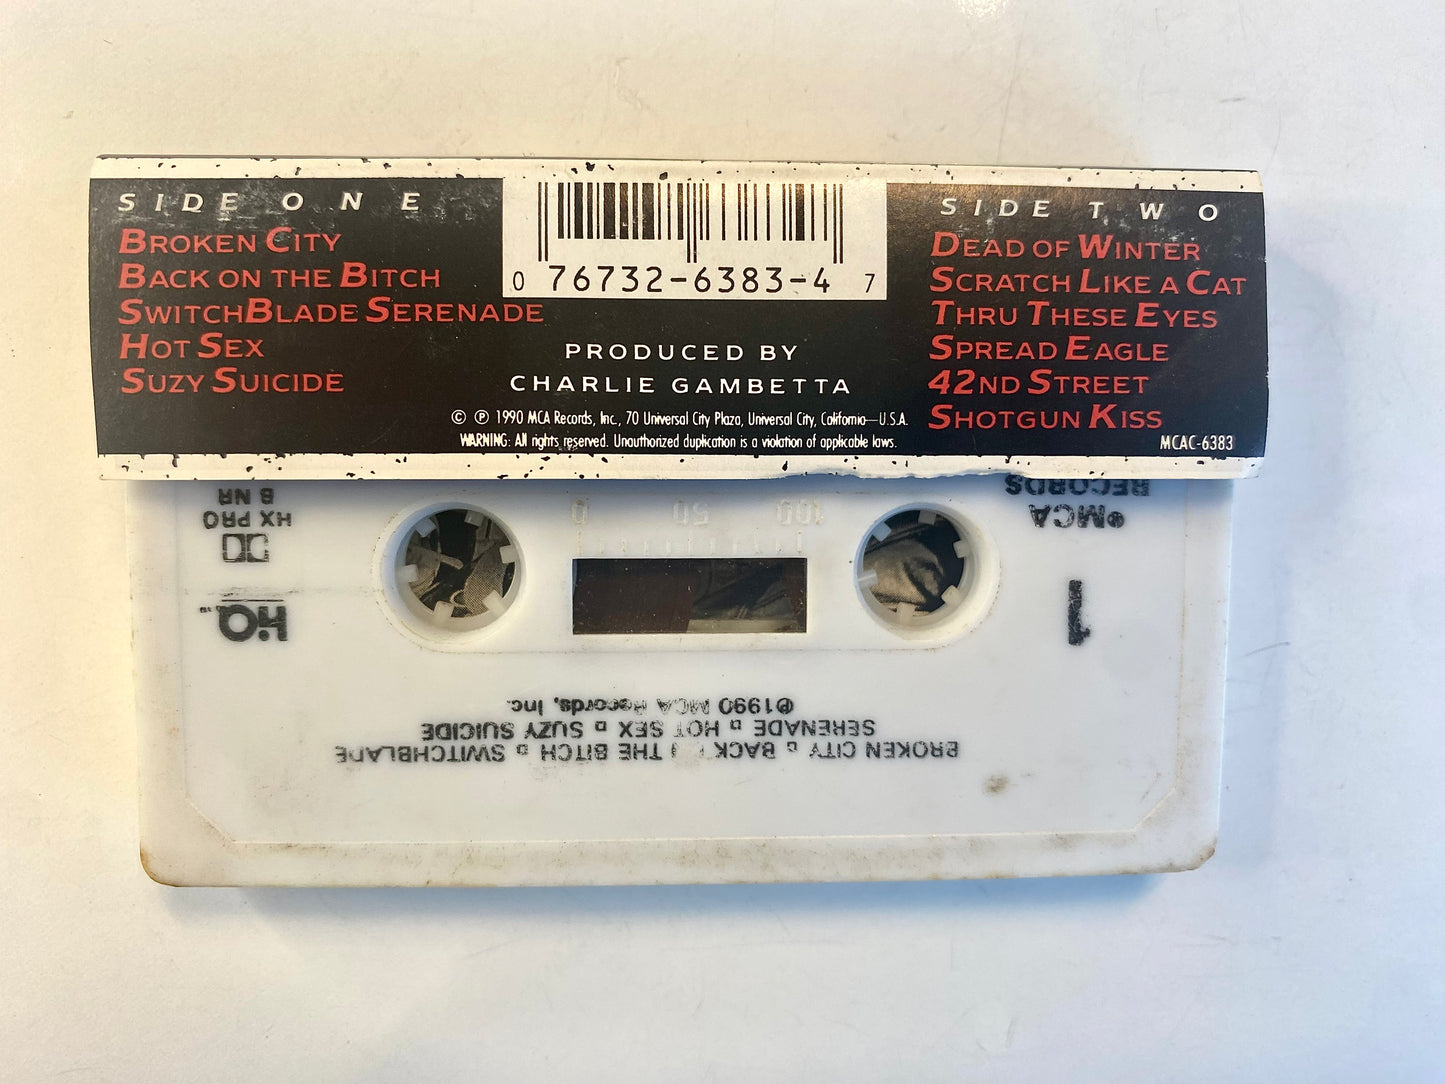 SIDE ONE
BROKEN CITY
BACK ON THE BITCH
SWITCHBLADE SERENADE
HOT SEX
SUZY SUICIDE
0 76732-6383-4 7
PRODUCED BY
CHARLIE GAMBETTA
© ℗ 1990 MCA Records, Inc., 70 Universal City Plaza, Universal City, California—U.S.A.
WARNING: All rights reserved. Unauthorized duplication is a violation of applicable laws.
SIDE TWO
DEAD OF WINTER
SCRATCH LIKE A CAT
THRU THESE EYES
SPREAD EAGLE
42ND STREET
SHOTGUN KISS
MCAC-6383
BROKEN CITY BACK THE BITCH SWITCHBLADE
SERENADE HOT SEX SUZY SUICIDE
℗1990 MCA Records, Inc.
1
HQ
MCA
RECORDS
HX PRO
B NR
100 50 0